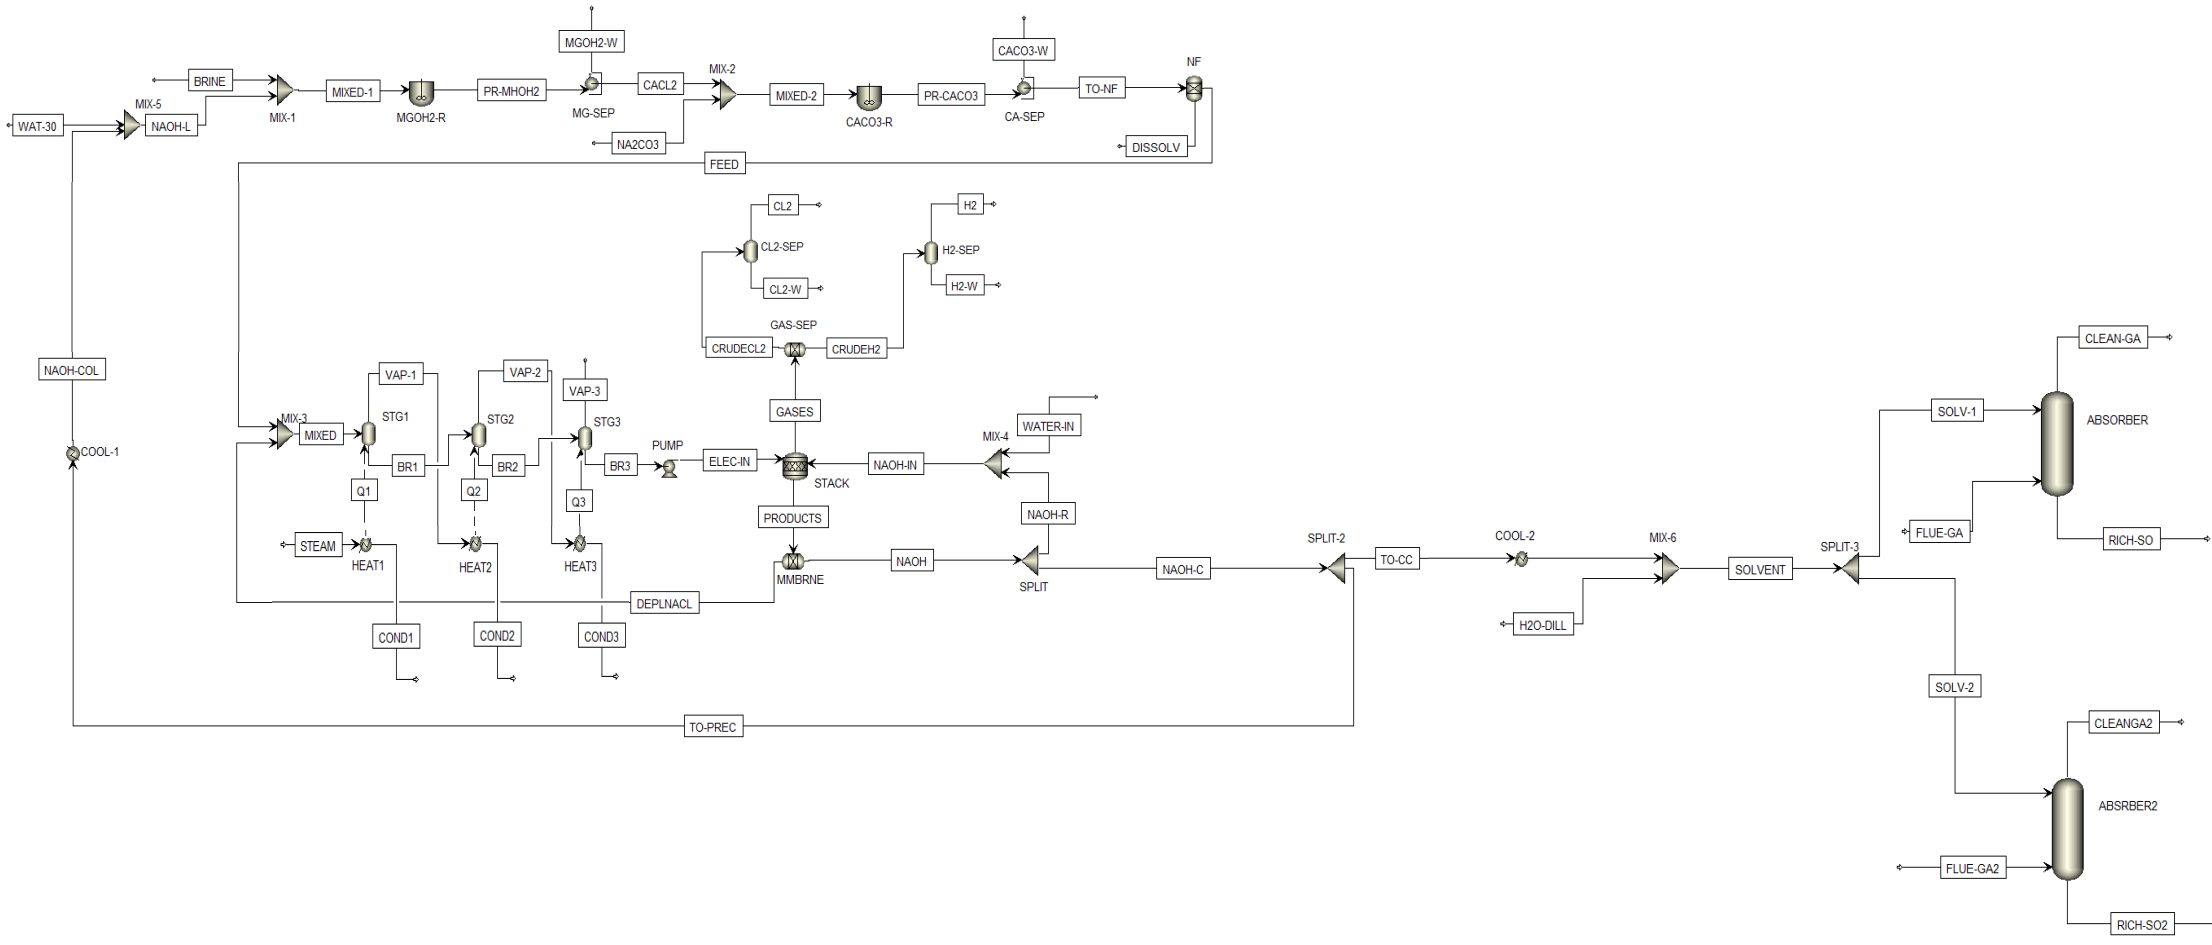 MGOH2-W
CACO3-W
BRINE
MIX-5
MIXED-1
PR-MHOH2
CACL2
MIX-2
MIXED-2
PR-CACO3
TO-NF
NF
WAT-30
NAOH-L
MIX-1
MGOH2-R
MG-SEP
CACO3-R
CA-SEP
NA2CO3
DISSOLV
FEED
CL2
H2
CL2-SEP
H2-SEP
CL2-W
H2-W
GAS-SEP
CRUDECL2
CRUDEH2
CLEAN-GA
NAOH-COL
VAP-1
VAP-2
VAP-3
GASES
WATER-IN
SOLV-1
ABSORBER
MIX-3
STG1
STG2
STG3
MIXED
PUMP
MIX-4
COOL-1
BR1
BR2
BR3
ELEC-IN
NAOH-IN
STACK
Q1
Q2
Q3
PRODUCTS
NAOH-R
FLUE-GA
RICH-SO
STEAM
HEAT1
HEAT2
HEAT3
MMBRNE
NAOH
SPLIT
NAOH-C
SPLIT-2
TO-CC
COOL-2
MIX-6
SOLVENT
SPLIT-3
DEPLNACL
H2O-DILL
COND1
COND2
COND3
SOLV-2
TO-PREC
CLEANGA2
ABSRBER2
FLUE-GA2
RICH-SO2